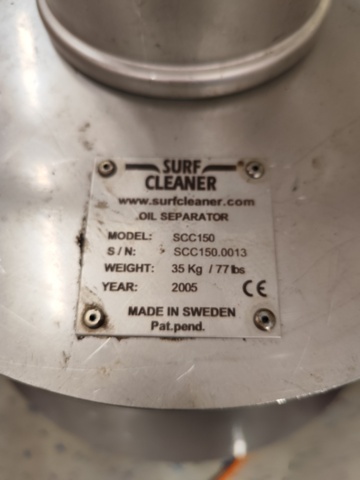 SURF
CLEANER
www.surfcleaner.com
OIL SEPARATOR
MODEL: SCC150
S / N: SCC150.0013
WEIGHT: 35 Kg / 77 lbs
YEAR: 2005 CE
MADE IN SWEDEN
Pat.pend.